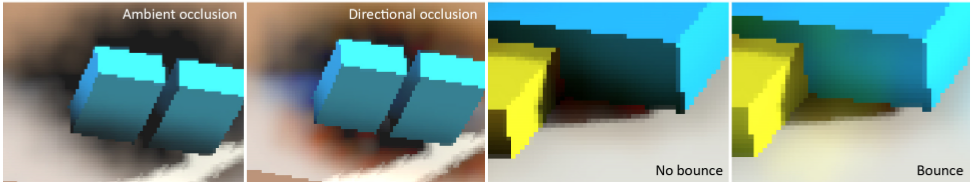 Ambient occlusion
Directional occlusion
No bounce
Bounce